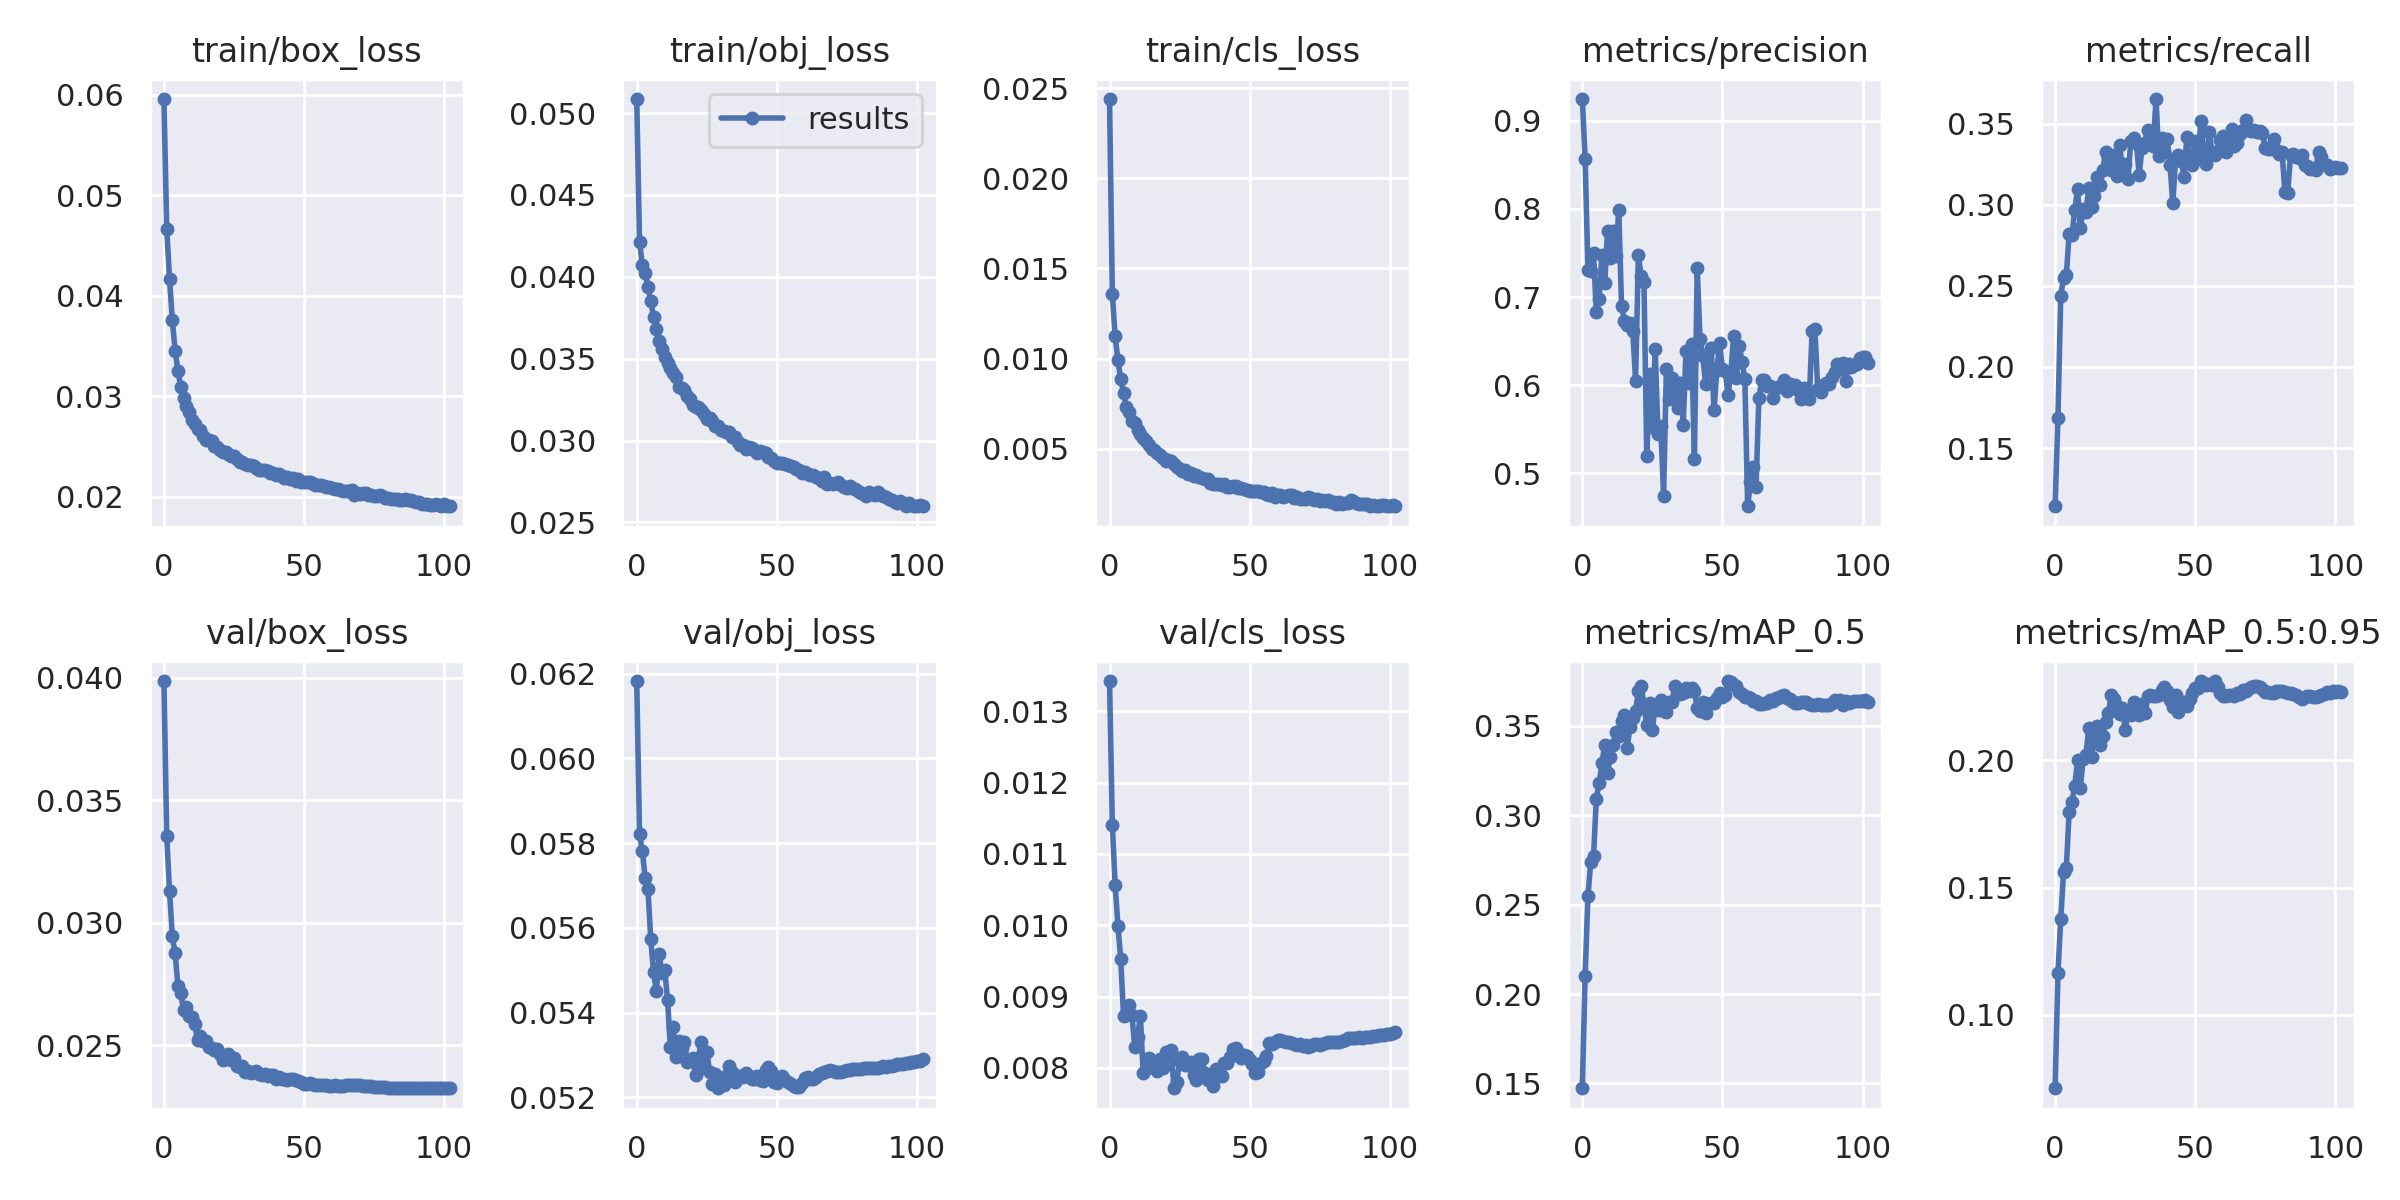 train/box_loss
0.06
0.05
0.04
0.03
0.02
0 50 100
train/obj_loss
results
0.050
0.045
0.040
0.035
0.030
0.025
0 50 100
train/cls_loss
0.025
0.020
0.015
0.010
0.005
0 50 100
metrics/precision
0.9
0.8
0.7
0.6
0.5
0 50 100
metrics/recall
0.35
0.30
0.25
0.20
0.15
0 50 100
val/box_loss
0.040
0.035
0.030
0.025
0 50 100
val/obj_loss
0.062
0.060
0.058
0.056
0.054
0.052
0 50 100
val/cls_loss
0.013
0.012
0.011
0.010
0.009
0.008
0 50 100
metrics/mAP_0.5
0.35
0.30
0.25
0.20
0.15
0 50 100
metrics/mAP_0.5:0.95
0.20
0.15
0.10
0 50 100